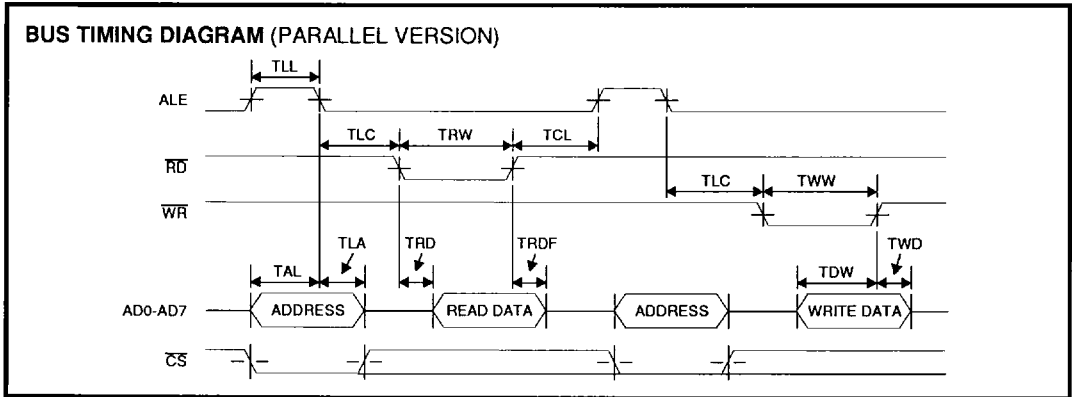 BUS TIMING DIAGRAM (PARALLEL VERSION)
TLL
ALE
TLC TRW TCL
RD
TLC TWW
WR
TLA TRD TRDF TWD
TAL TDW
AD0-AD7 ADDRESS READ DATA ADDRESS WRITE DATA
CS